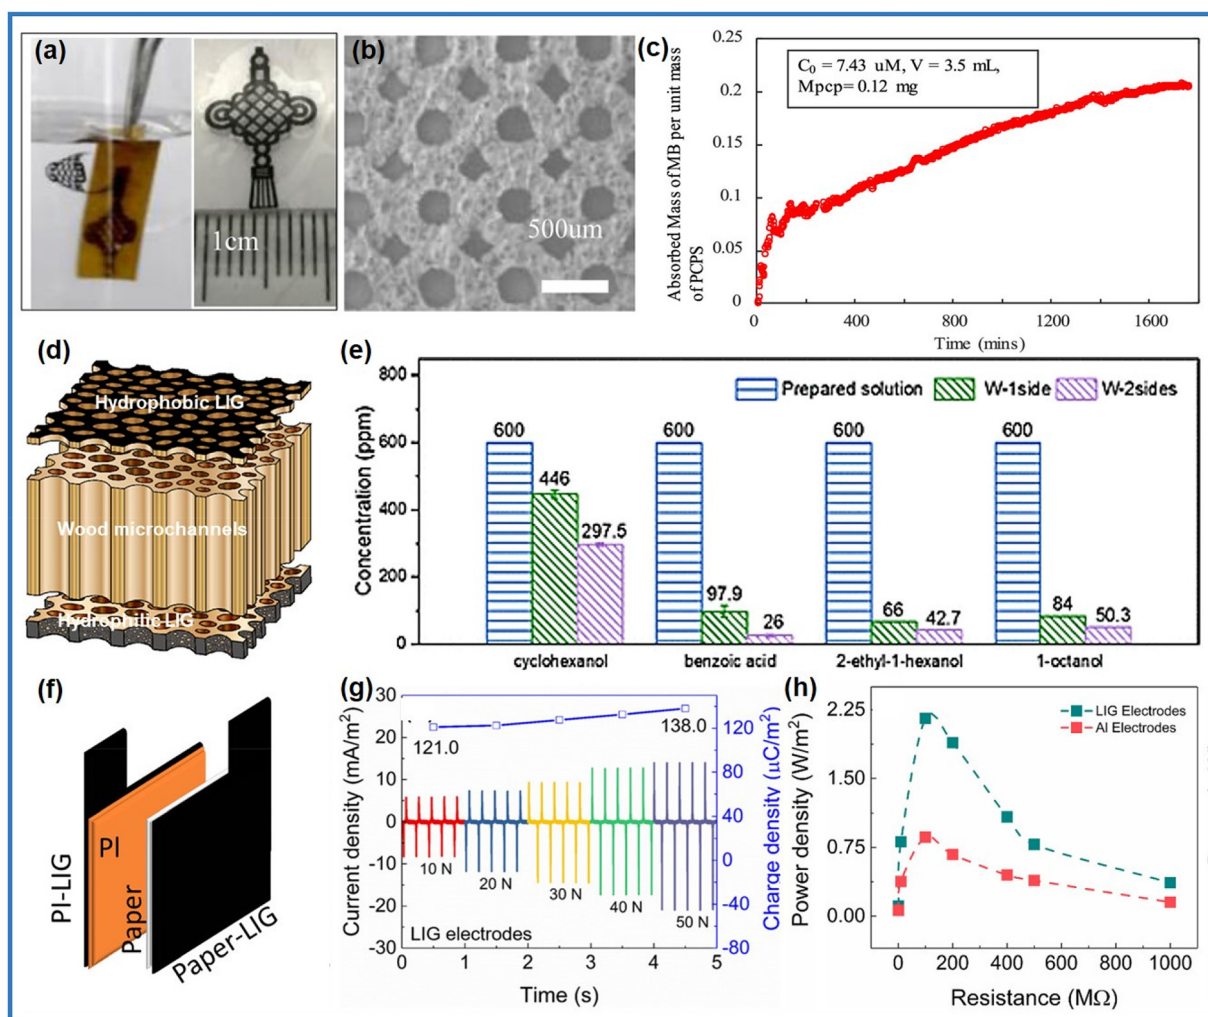 (a)
1cm
(b)
500um
(c)
C₀ = 7.43 uM, V = 3.5 mL,
Mpcp= 0.12 mg
Absorbed Mass of MB per unit mass
of PCPS
0.25
0.2
0.15
0.1
0.05
0
0 400 800 1200 1600
Time (mins)
(d)
Hydrophobic LIG
Wood microchannels
Hydrophilic LIG
(e)
Concentration (ppm)
800
600
400
200
0
Prepared solution W-1side W-2sides
600 446 297.5
600 97.9 26
600 66 42.7
600 84 50.3
cyclohexanol benzoic acid 2-ethyl-1-hexanol 1-octanol
(f)
PI-LIG
PI
Paper
Paper-LIG
(g)
Current density (mA/m²)
30
20
10
0
-10
-20
-30
121.0
138.0
10 N
20 N
30 N
40 N
50 N
LIG electrodes
0 1 2 3 4 5
Time (s)
Charge density (μC/m²)
120
80
40
0
-40
-80
(h)
Power density (W/m²)
2.25
1.50
0.75
0.00
LIG Electrodes
Al Electrodes
0 200 400 600 800 1000
Resistance (MΩ)